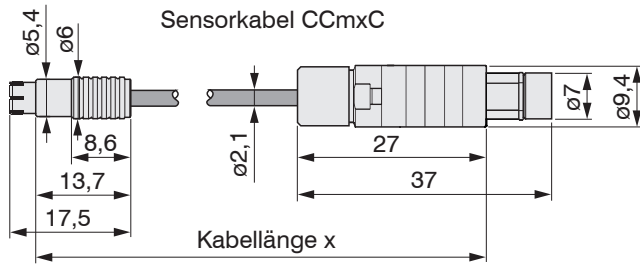 Sensorkabel CCmxC
ø5,4
ø6
ø2,1
ø7
ø9,4
8,6
27
13,7
37
17,5
Kabellänge x